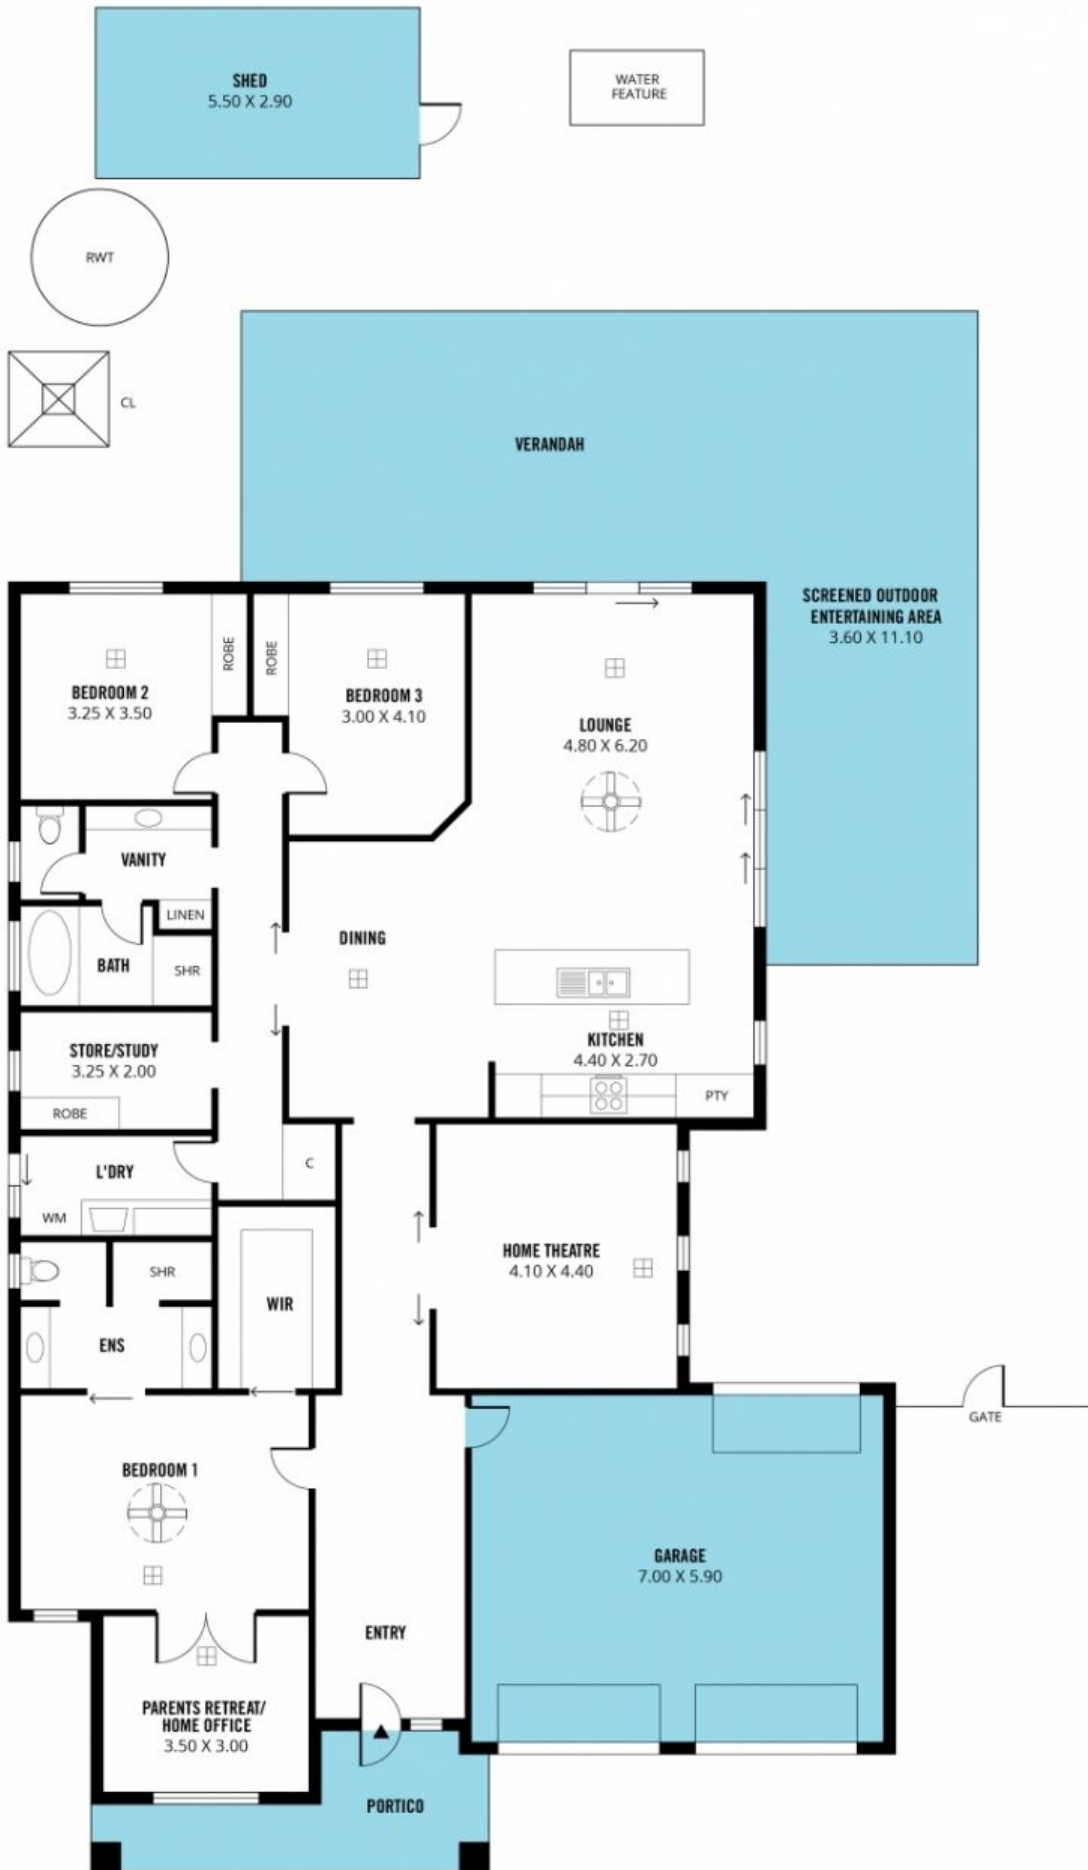 SHED
5.50 X 2.90
WATER
FEATURE
RWT
CL
VERANDAH
SCREENED OUTDOOR
ENTERTAINING AREA
3.60 X 11.10
BEDROOM 2
3.25 X 3.50
ROBE
ROBE
BEDROOM 3
3.00 X 4.10
LOUNGE
4.80 X 6.20
VANITY
LINEN
BATH
SHR
DINING
KITCHEN
4.40 X 2.70
PTY
STORE/STUDY
3.25 X 2.00
ROBE
L'DRY
WM
C
SHR
ENS
WIR
HOME THEATRE
4.10 X 4.40
GATE
BEDROOM 1
GARAGE
7.00 X 5.90
ENTRY
PARENTS RETREAT/
HOME OFFICE
3.50 X 3.00
PORTICO